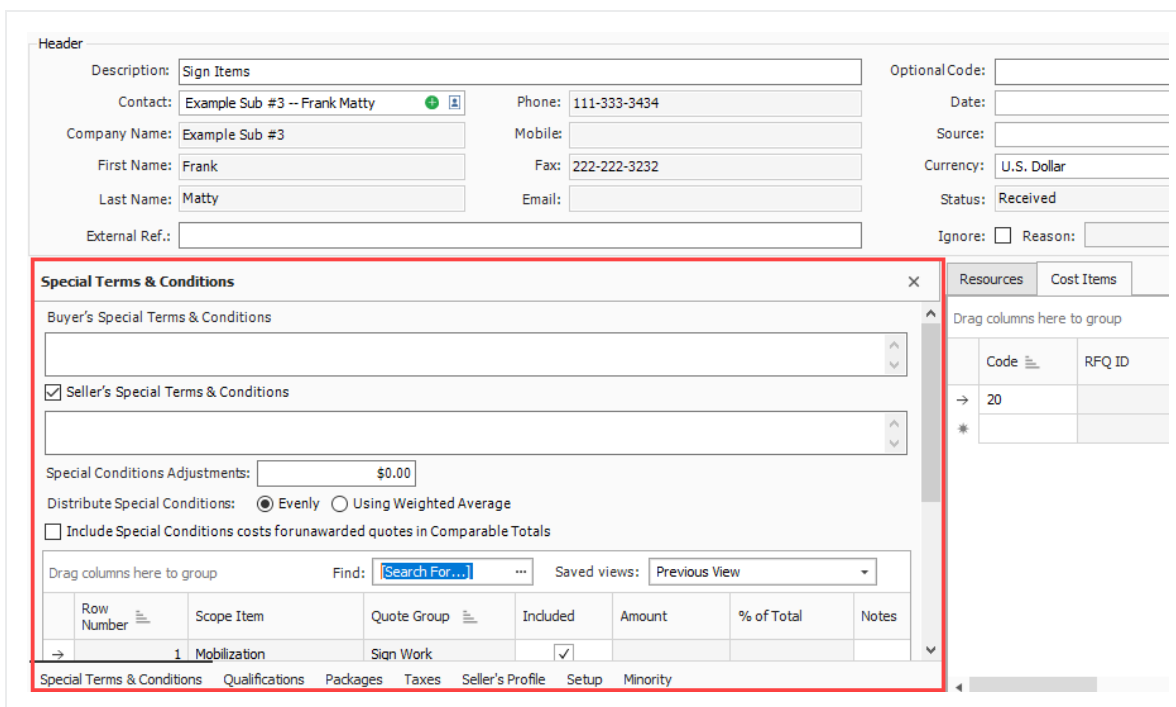 Header
Description: Sign Items Optional Code:
Contact: Example Sub #3 -- Frank Matty Phone: 111-333-3434 Date:
Company Name: Example Sub #3 Mobile: Source:
First Name: Frank Fax: 222-222-3232 Currency: U.S. Dollar
Last Name: Matty Email: Status: Received
External Ref.: Ignore: Reason:
Special Terms & Conditions
Resources Cost Items
Buyer's Special Terms & Conditions
Drag columns here to group
Code RFQ ID
Seller's Special Terms & Conditions
20
Special Conditions Adjustments: $0.00
Distribute Special Conditions: Evenly Using Weighted Average
Include Special Conditions costs forunawarded quotes in Comparable Totals
Drag columns here to group Find: [Search For...] Saved views: Previous View
Row Number Scope Item Quote Group Included Amount % of Total Notes
1 Mobilization Sign Work
Special Terms & Conditions Qualifications Packages Taxes Seller's Profile Setup Minority